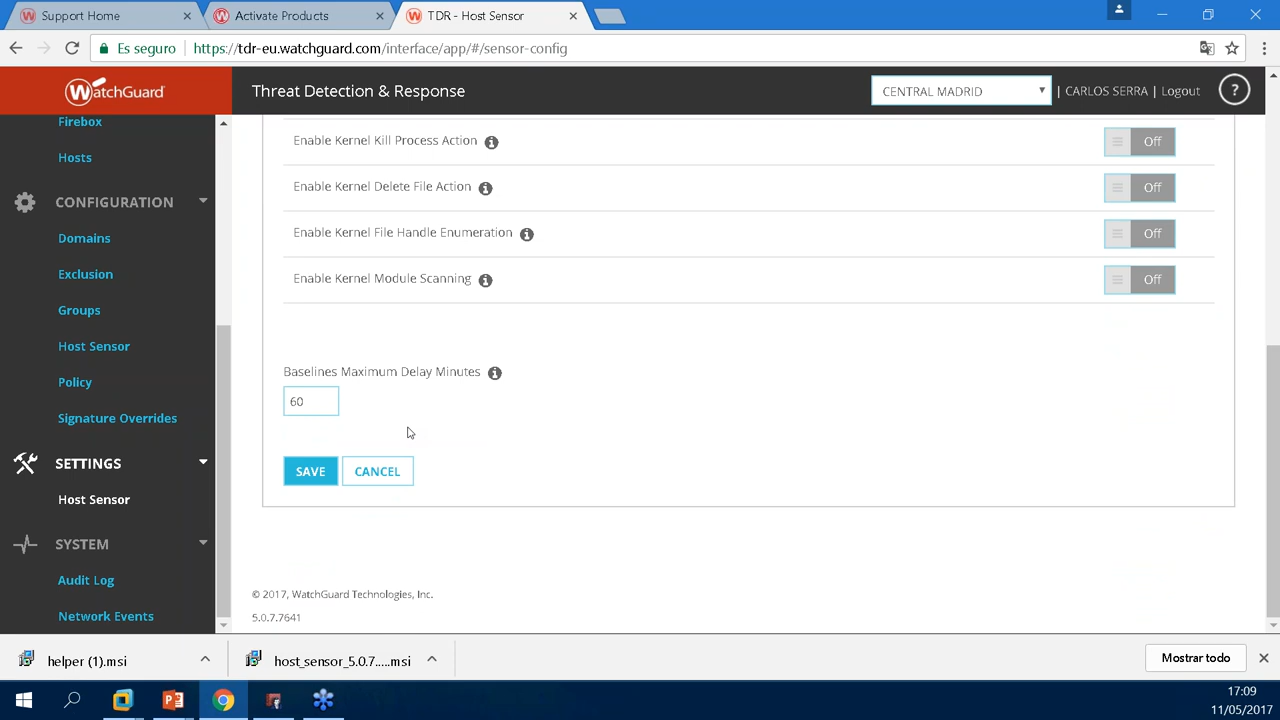 Support Home
Activate Products
TDR - Host Sensor
Es seguro
https://tdr-eu.watchguard.com/interface/app/#/sensor-config
WatchGuard
Threat Detection & Response
CENTRAL MADRID
| CARLOS SERRA | Logout
?
Firebox
Hosts
CONFIGURATION
Domains
Exclusion
Groups
Host Sensor
Policy
Signature Overrides
SETTINGS
Host Sensor
SYSTEM
Audit Log
Network Events
Enable Kernel Kill Process Action
Off
Enable Kernel Delete File Action
Off
Enable Kernel File Handle Enumeration
Off
Enable Kernel Module Scanning
Off
Baselines Maximum Delay Minutes
60
SAVE
CANCEL
© 2017, WatchGuard Technologies, Inc.
5.0.7.7641
helper (1).msi
host_sensor_5.0.7.....msi
Mostrar todo
17:09
11/05/2017